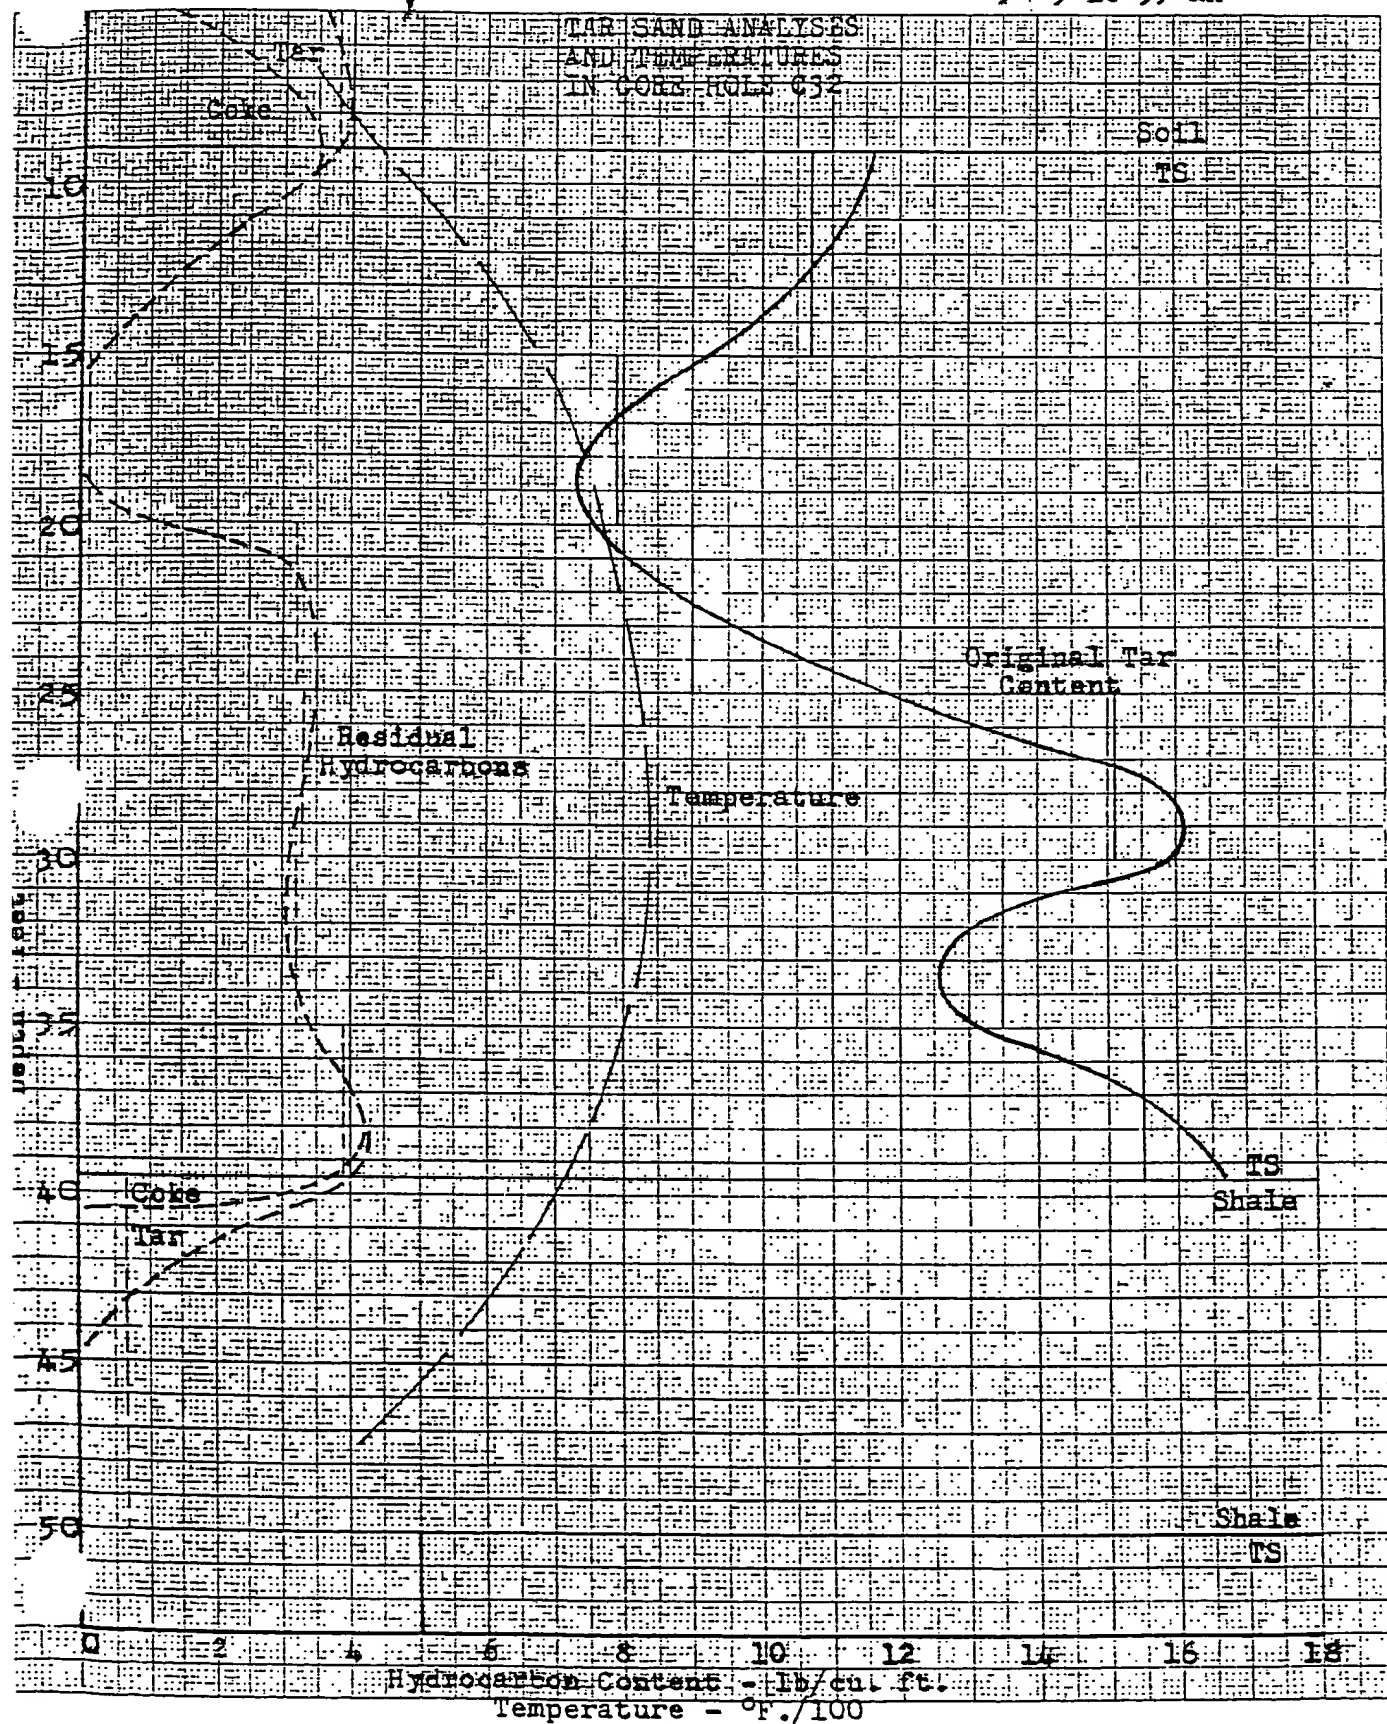 TAR SAND ANALYSES
AND TEMPERATURES
IN CORE HOLE C32
Tar
Coke
Soil
TS
10
15
20
25
30
35
40
45
50
Original Tar
Content
Residual
Hydrocarbons
Temperature
Depth - feet
TS
Shale
Coke
Tar
Shale
TS
0 2 4 6 8 10 12 14 16 18
Hydrocarbon Content - lb/cu. ft.
Temperature - °F./100